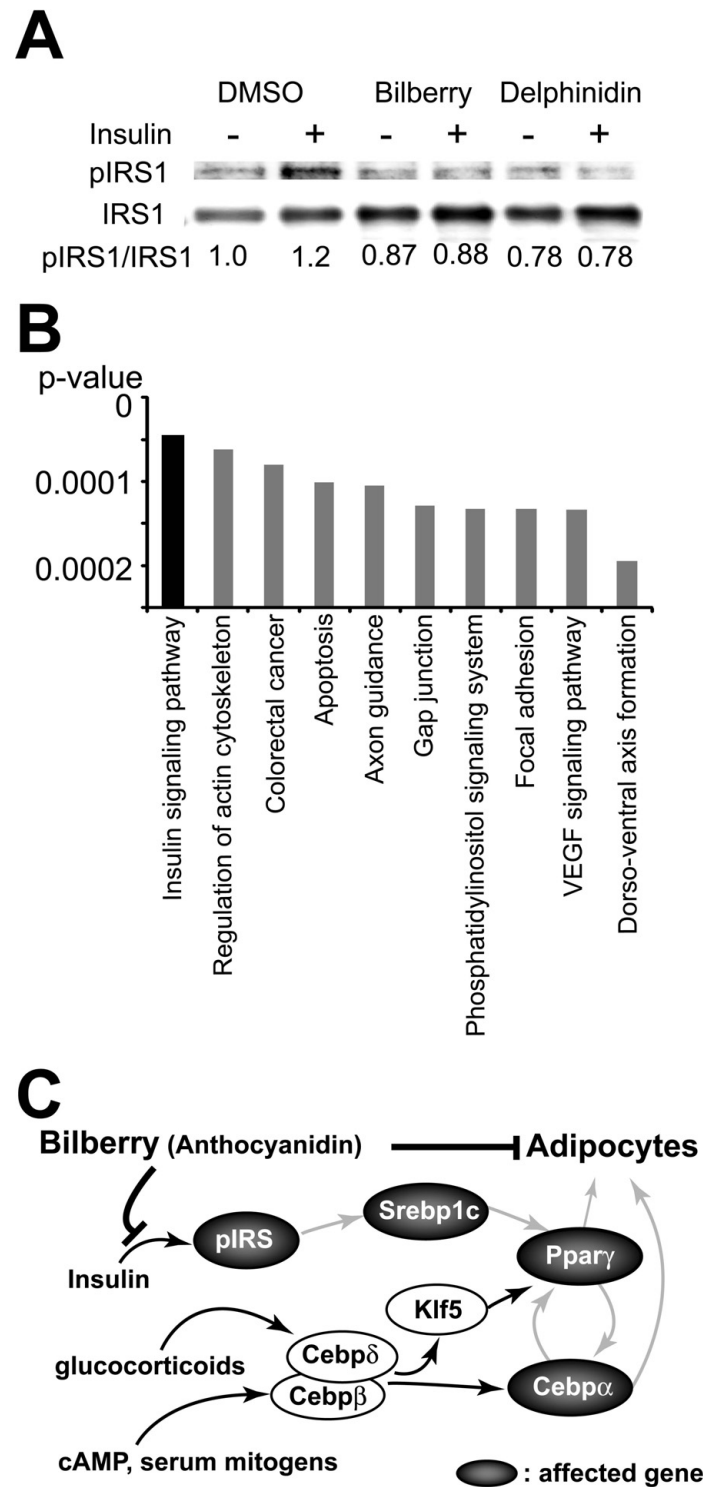 A
DMSO Bilberry Delphinidin
Insulin - + - + - +
pIRS1
IRS1
pIRS1/IRS1 1.0 1.2 0.87 0.88 0.78 0.78
B
p-value
0
0.0001
0.0002
Insulin signaling pathway
Regulation of actin cytoskeleton
Colorectal cancer
Apoptosis
Axon guidance
Gap junction
Phosphatidylinositol signaling system
Focal adhesion
VEGF signaling pathway
Dorso-ventral axis formation
C
Bilberry (Anthocyanidin) Adipocytes
Srebp1c
pIRS
Pparγ
Insulin
Klf5
Cebpδ
glucocorticoids
Cebpβ
Cebpα
cAMP, serum mitogens
: affected gene